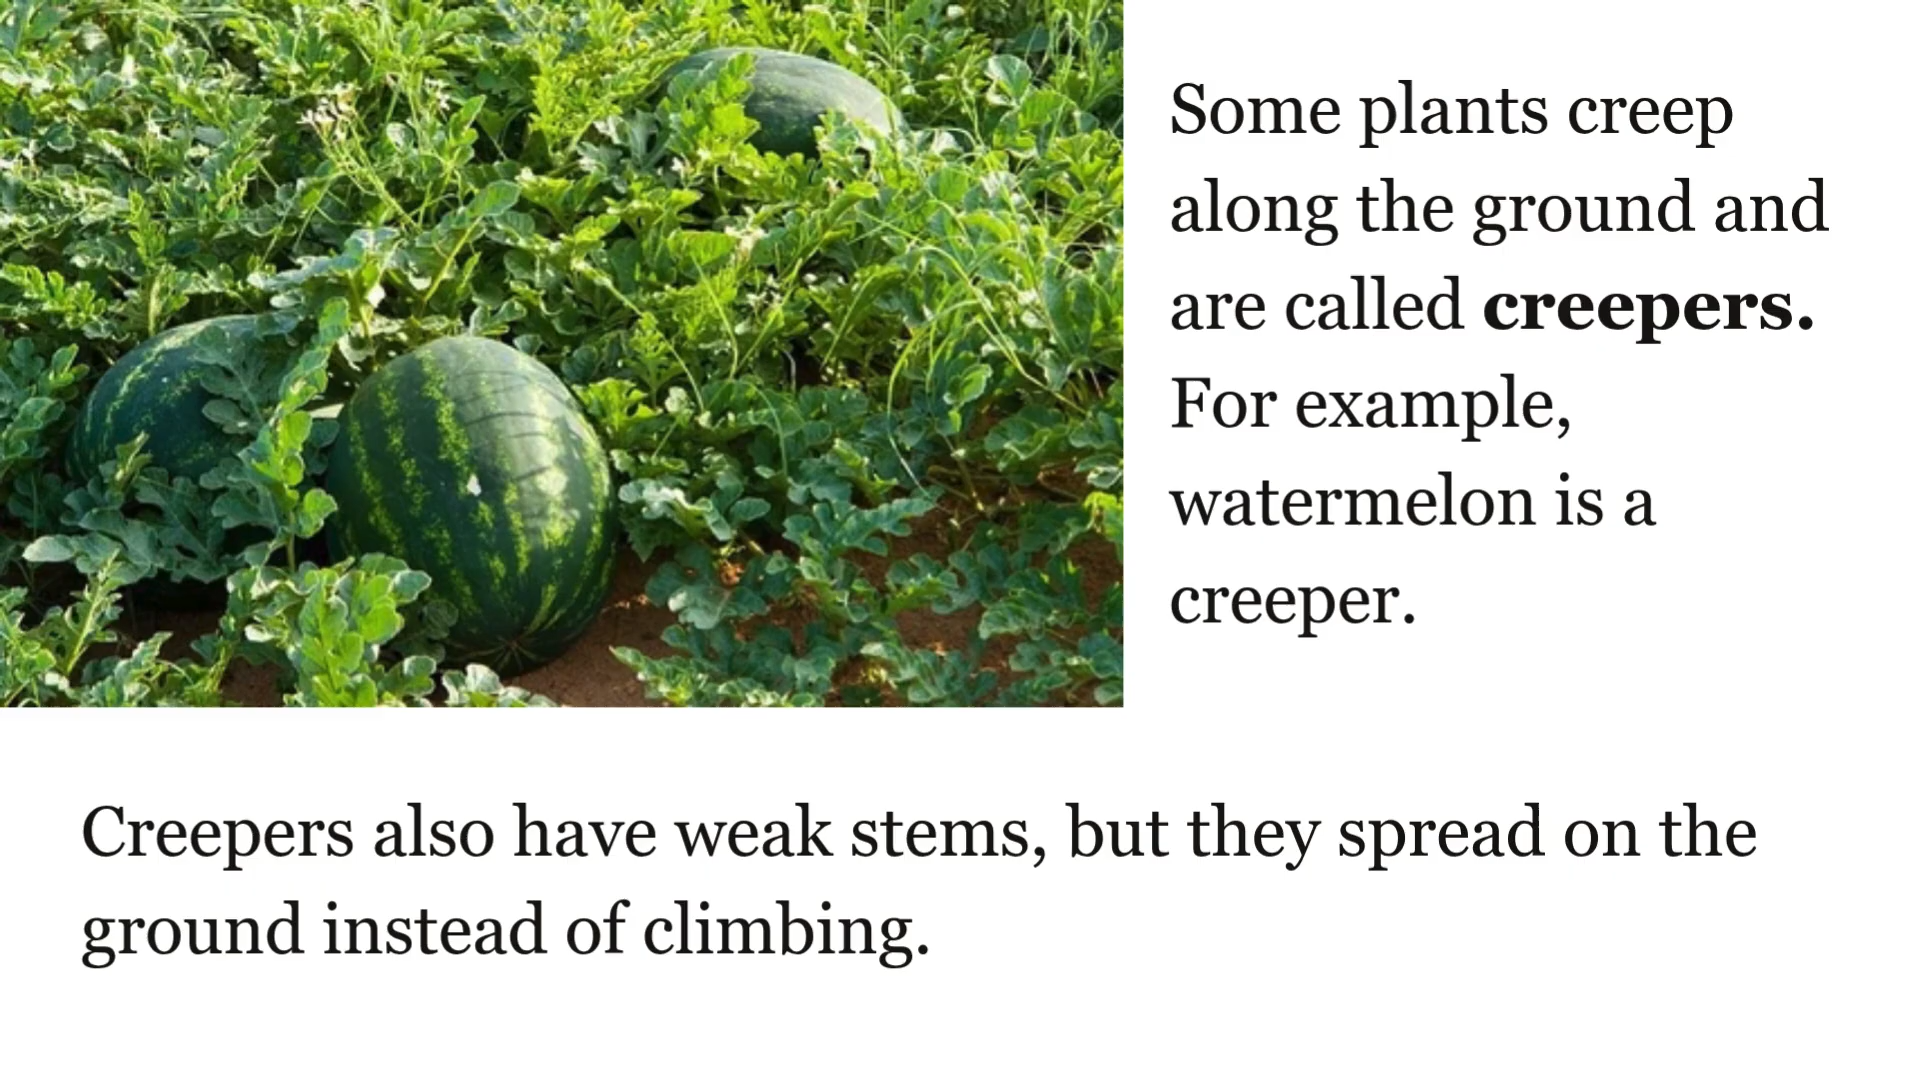 Some plants creep
along the ground and
are called creepers.
For example,
watermelon is a
creeper.
Creepers also have weak stems, but they spread on the
ground instead of climbing.